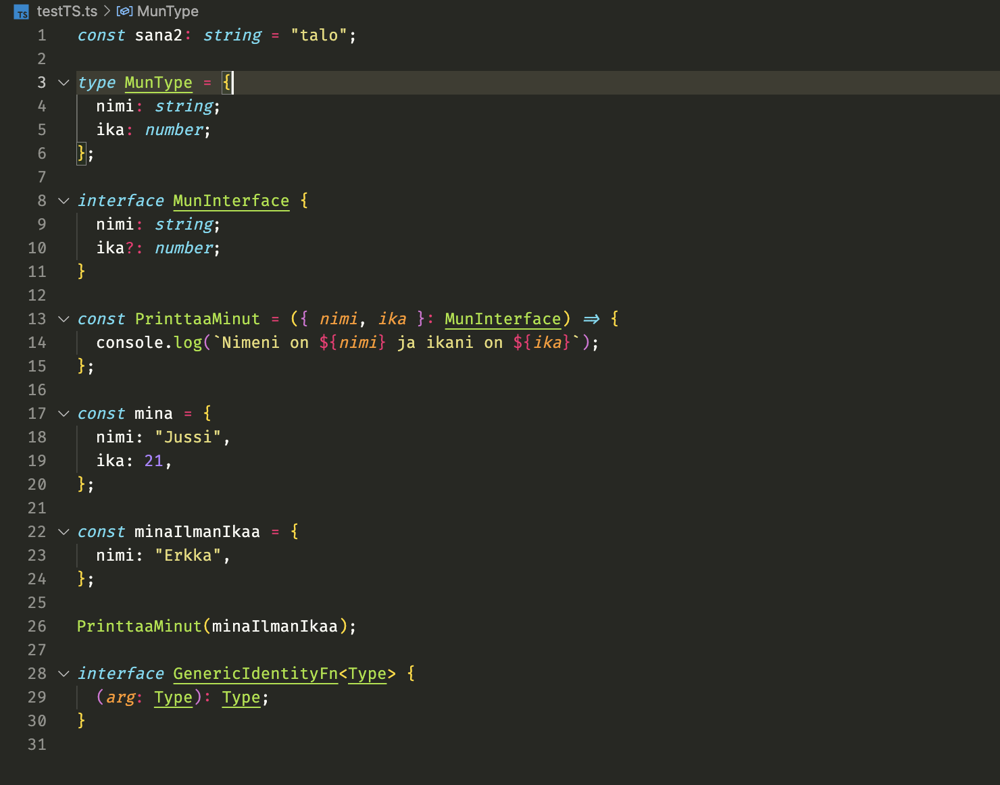 TS testTS.ts > MunType
1 const sana2: string = "talo";
2
3 type MunType = {
4 nimi: string;
5 ika: number;
6 };
7
8 interface MunInterface {
9 nimi: string;
10 ika?: number;
11 }
12
13 const PrinttaaMinut = ({ nimi, ika }: MunInterface) => {
14 console.log(`Nimeni on ${nimi} ja ikani on ${ika}`);
15 };
16
17 const mina = {
18 nimi: "Jussi",
19 ika: 21,
20 };
21
22 const minaIlmanIkaa = {
23 nimi: "Erkka",
24 };
25
26 PrinttaaMinut(minaIlmanIkaa);
27
28 interface GenericIdentityFn<Type> {
29 (arg: Type): Type;
30 }
31